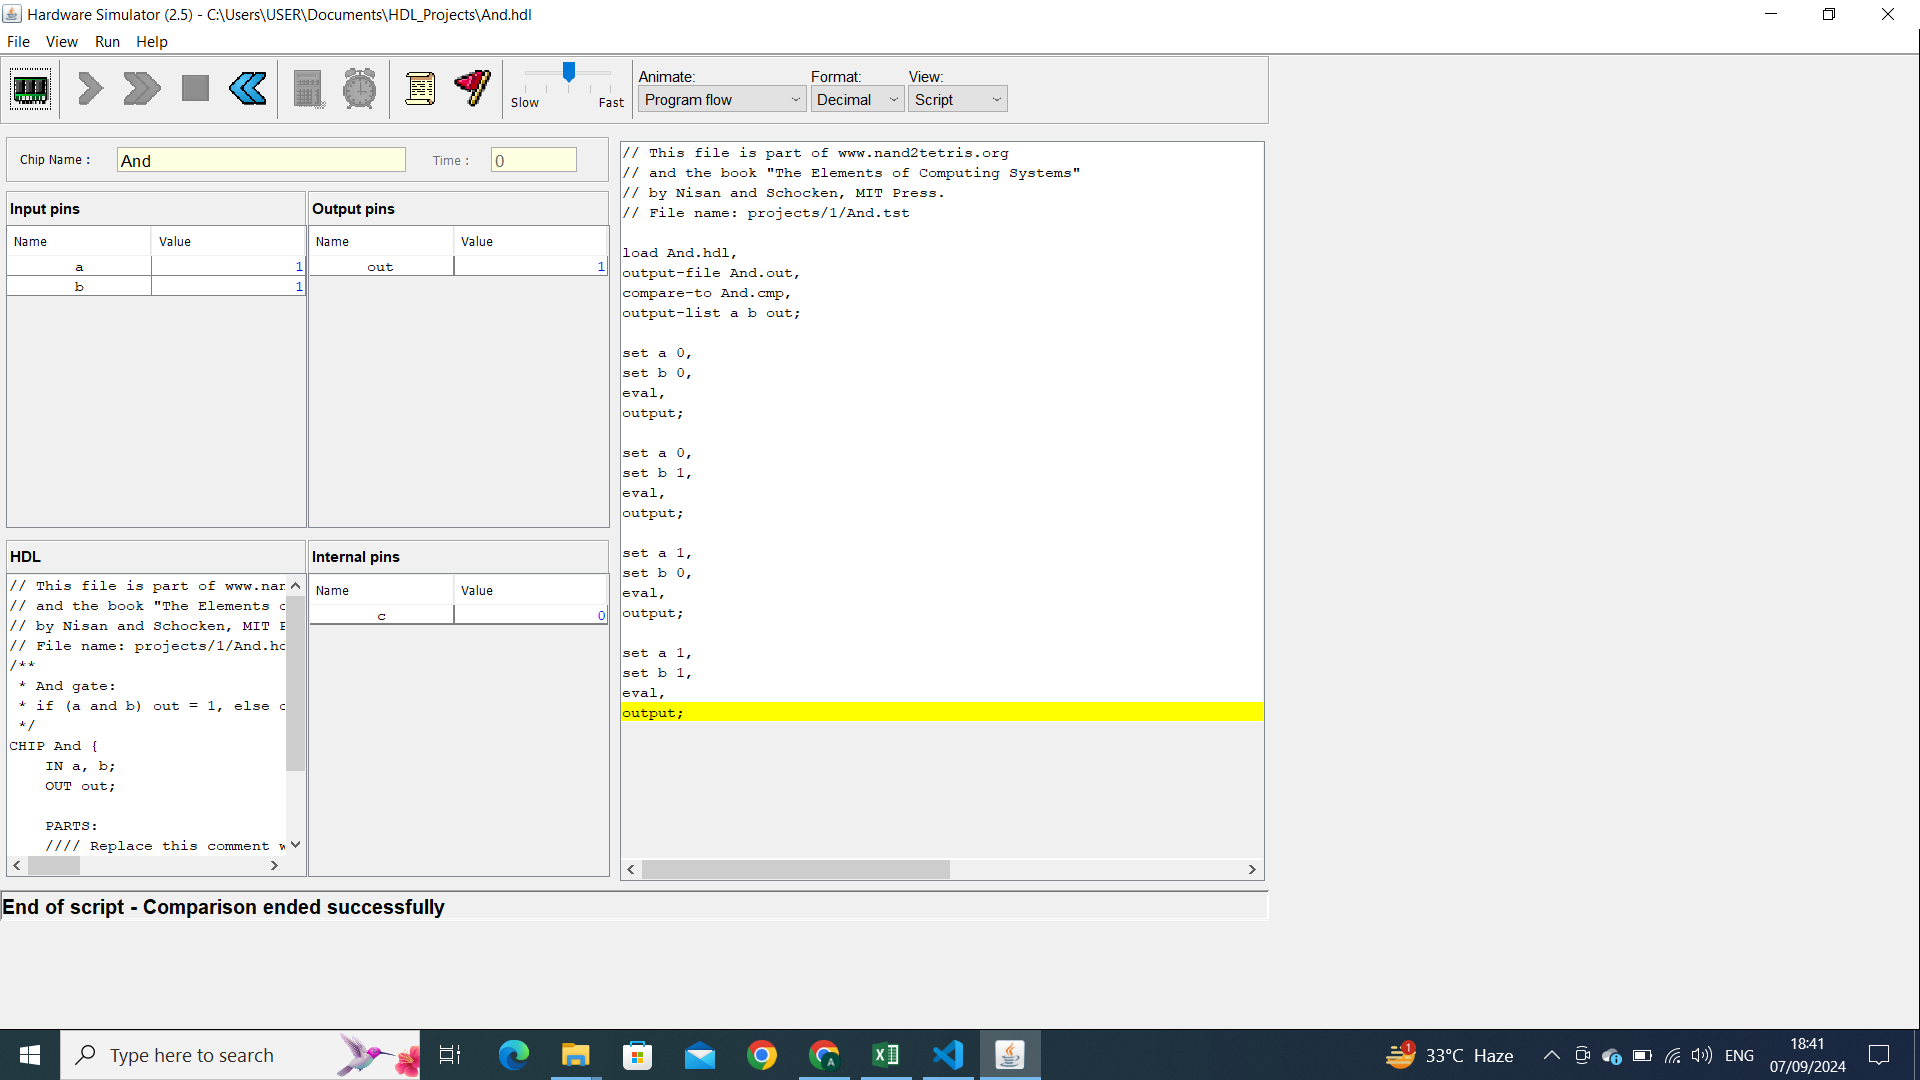 Hardware Simulator (2.5) - C:\Users\USER\Documents\HDL_Projects\And.hdl
File View Run Help
Slow Fast
Animate: Format: View:
Program flow Decimal Script
Chip Name : And Time : 0
Input pins
Name Value
a 1
b 1
Output pins
Name Value
out 1
HDL
// This file is part of www.nan
// and the book "The Elements o
// by Nisan and Schocken, MIT P
// File name: projects/1/And.hd
/**
* And gate:
* if (a and b) out = 1, else o
*/
CHIP And {
IN a, b;
OUT out;
PARTS:
//// Replace this comment w
Internal pins
Name Value
c 0
// This file is part of www.nand2tetris.org
// and the book "The Elements of Computing Systems"
// by Nisan and Schocken, MIT Press.
// File name: projects/1/And.tst
load And.hdl,
output-file And.out,
compare-to And.cmp,
output-list a b out;
set a 0,
set b 0,
eval,
output;
set a 0,
set b 1,
eval,
output;
set a 1,
set b 0,
eval,
output;
set a 1,
set b 1,
eval,
output;
End of script - Comparison ended successfully
Type here to search
1
33°C Haze
ENG
18:41
07/09/2024